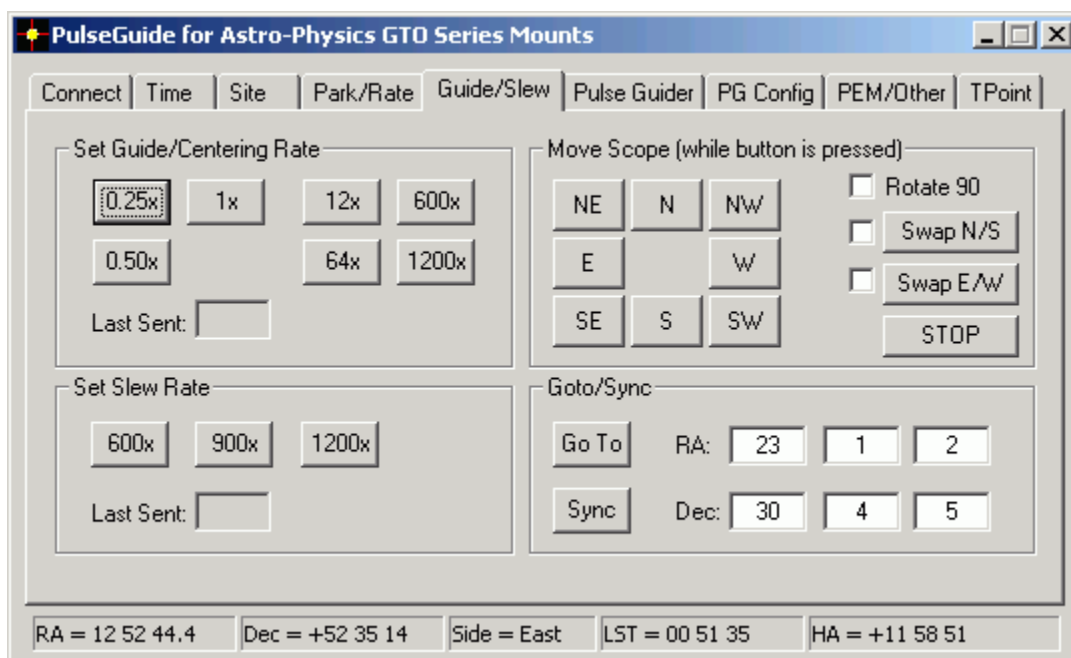 PulseGuide for Astro-Physics GTO Series Mounts
Connect Time Site Park/Rate Guide/Slew Pulse Guider PG Config PEM/Other TPoint
Set Guide/Centering Rate
0.25x 1x 12x 600x
0.50x 64x 1200x
Last Sent:
Move Scope (while button is pressed)
NE N NW Rotate 90
Swap N/S
E W
Swap E/W
SE S SW
STOP
Set Slew Rate
600x 900x 1200x
Last Sent:
Goto/Sync
Go To RA: 23 1 2
Sync Dec: 30 4 5
RA = 12 52 44.4 Dec = +52 35 14 Side = East LST = 00 51 35 HA = +11 58 51